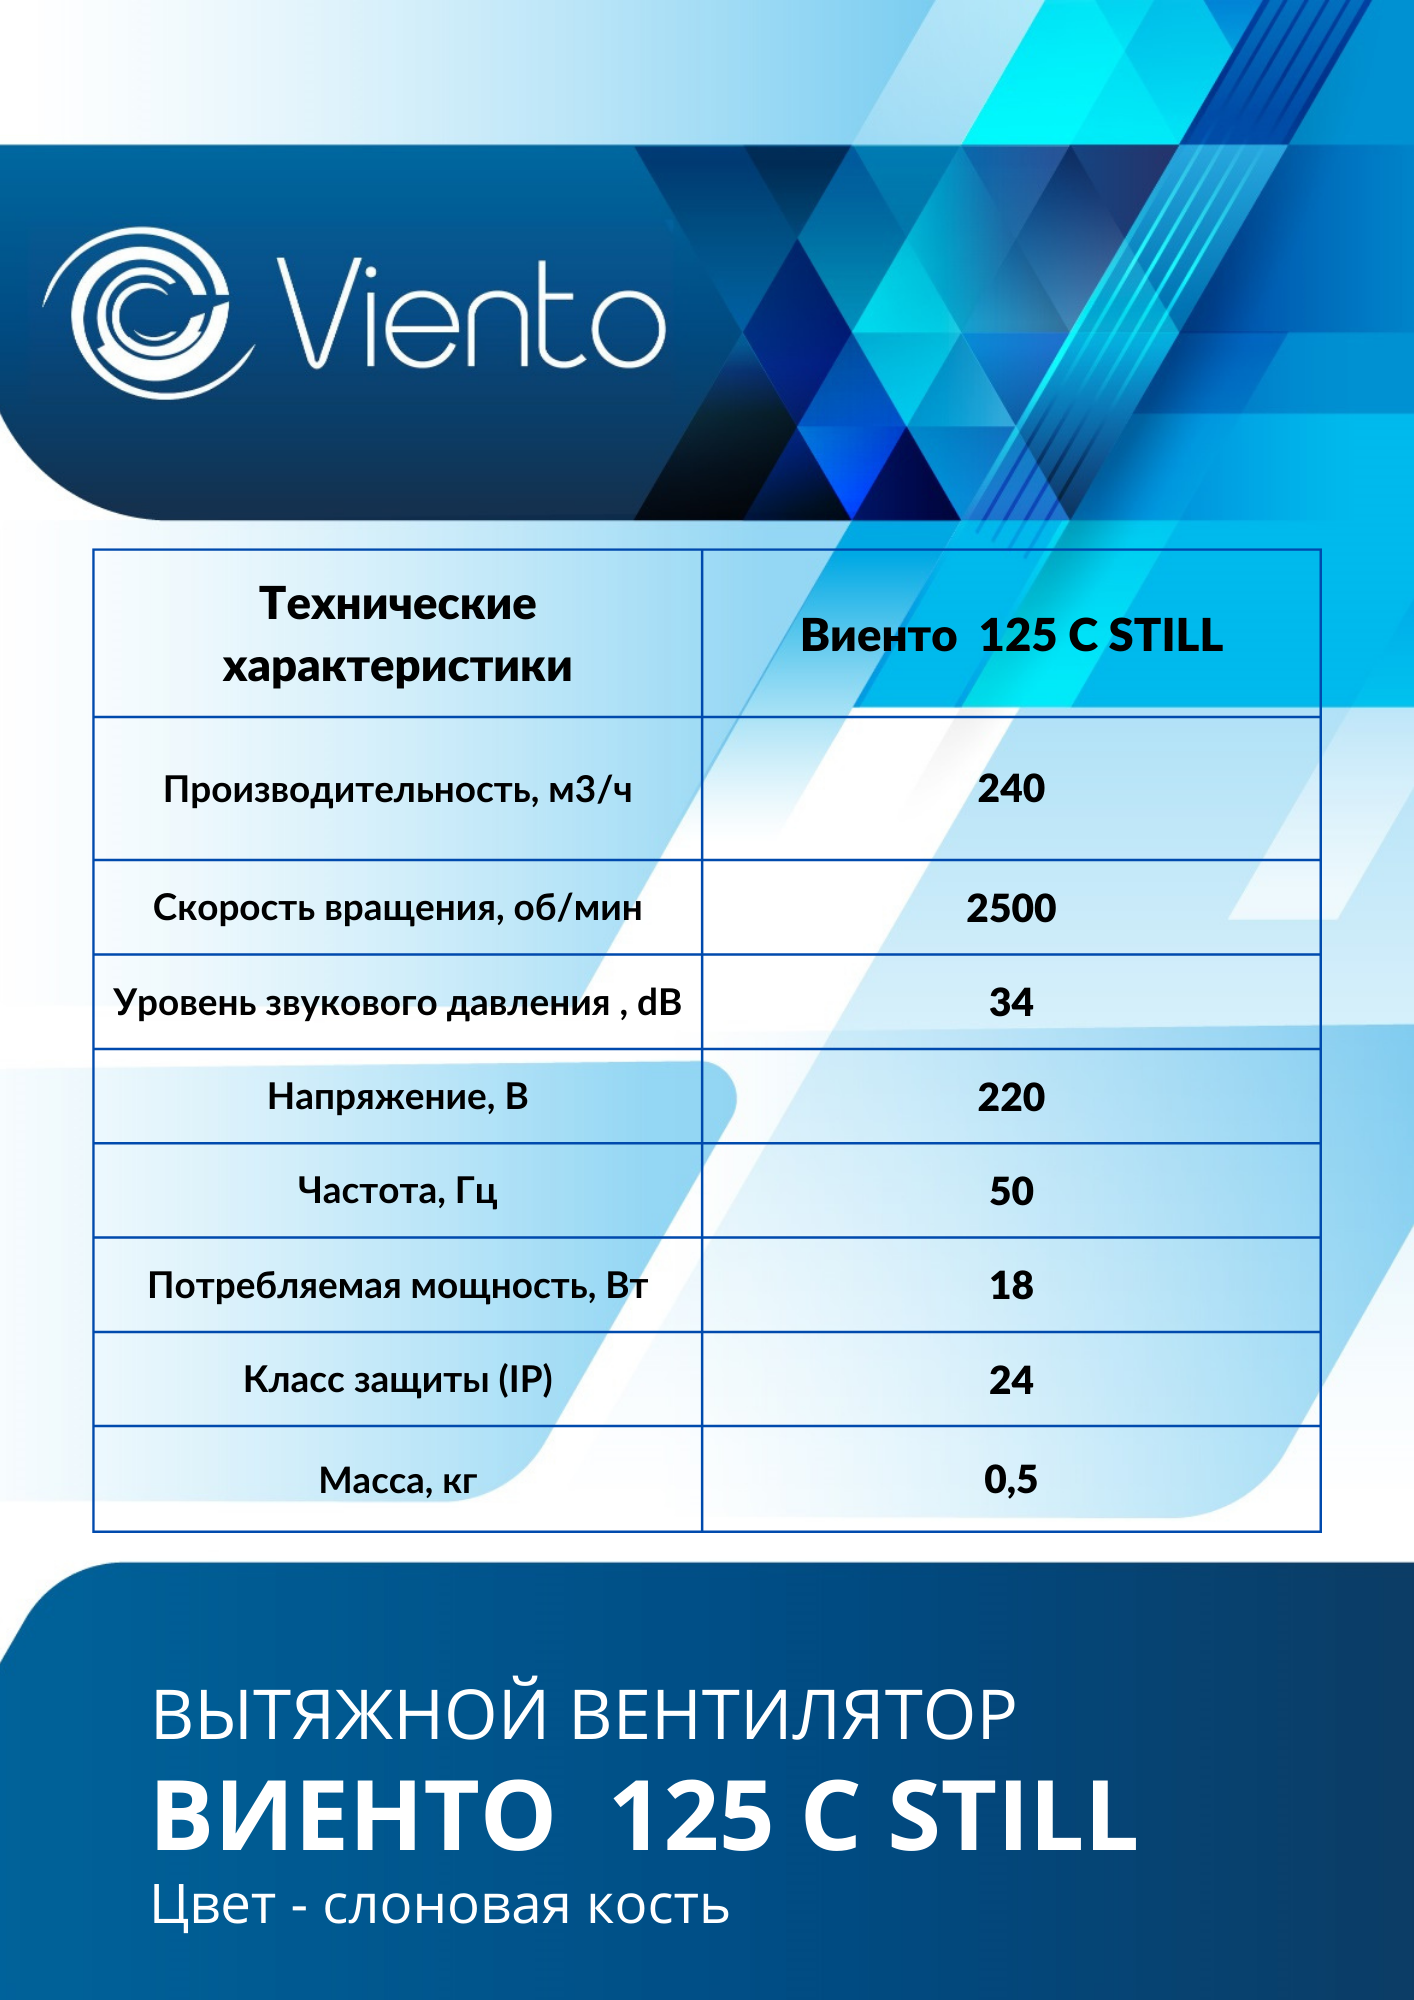 Viento
Технические
характеристики
Виенто 125 С STILL
Производительность, м3/ч
240
Скорость вращения, об/мин
2500
Уровень звукового давления , dB
34
Напряжение, В
220
Частота, Гц
50
Потребляемая мощность, Вт
18
Класс защиты (IP)
24
Масса, кг
0,5
ВЫТЯЖНОЙ ВЕНТИЛЯТОР
ВИЕНТО 125 С STILL
Цвет - слоновая кость